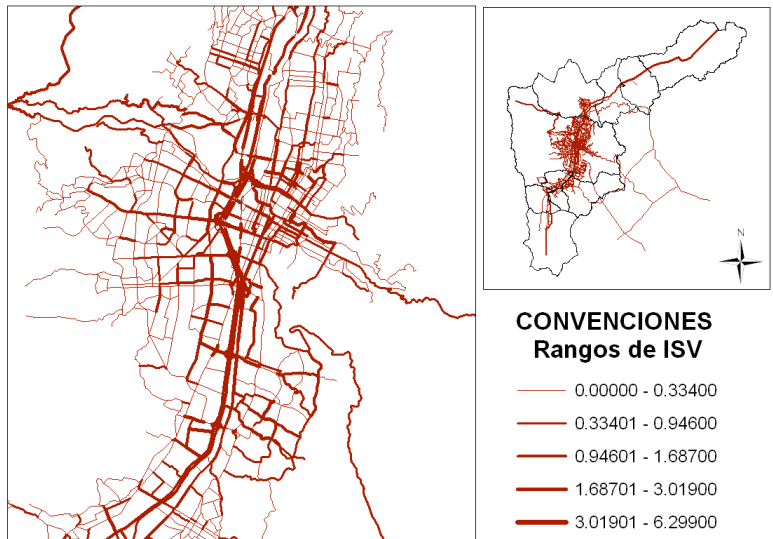 N
CONVENCIONES
Rangos de ISV
0.00000 - 0.33400
0.33401 - 0.94600
0.94601 - 1.68700
1.68701 - 3.01900
3.01901 - 6.29900